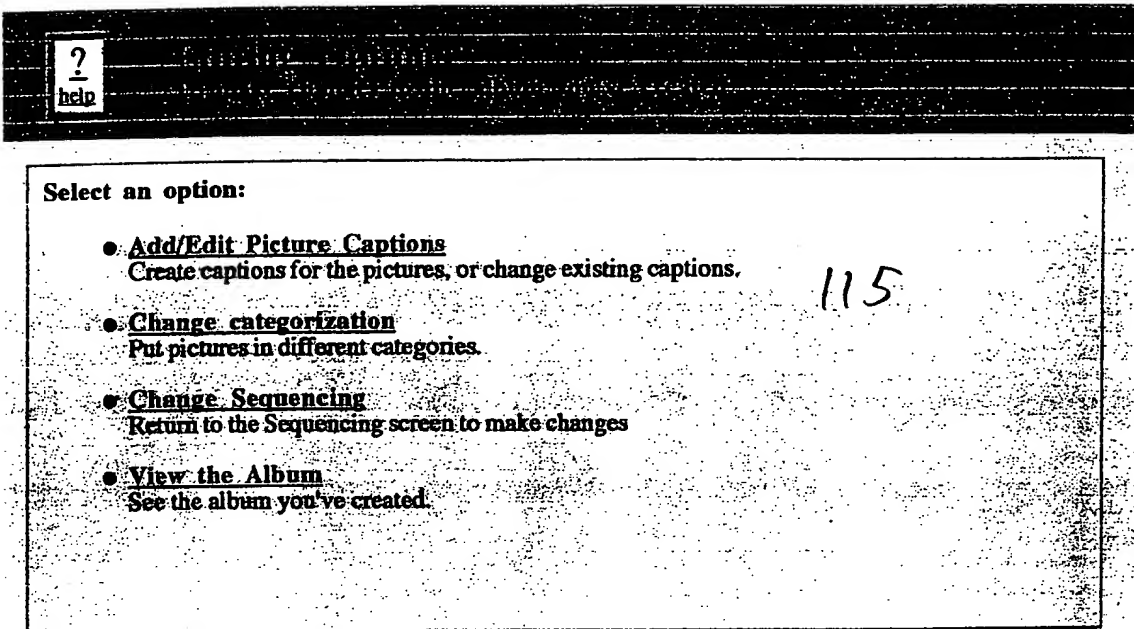 ?
help
Select an option:
Add/Edit Picture Captions
Create captions for the pictures, or change existing captions.
115
Change categorization
Put pictures in different categories.
Change Sequencing
Return to the Sequencing screen to make changes
View the Album
See the album you've created.